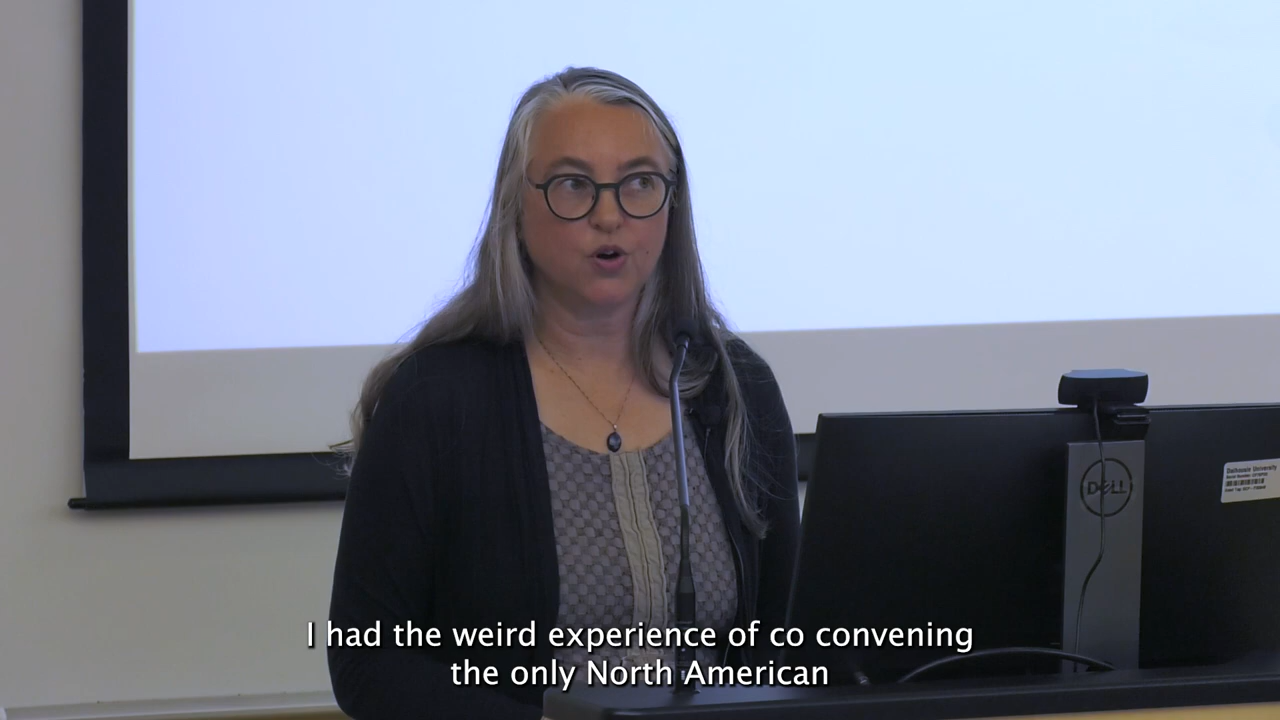 DELL
Dalhousie University
I had the weird experience of co convening
the only North American